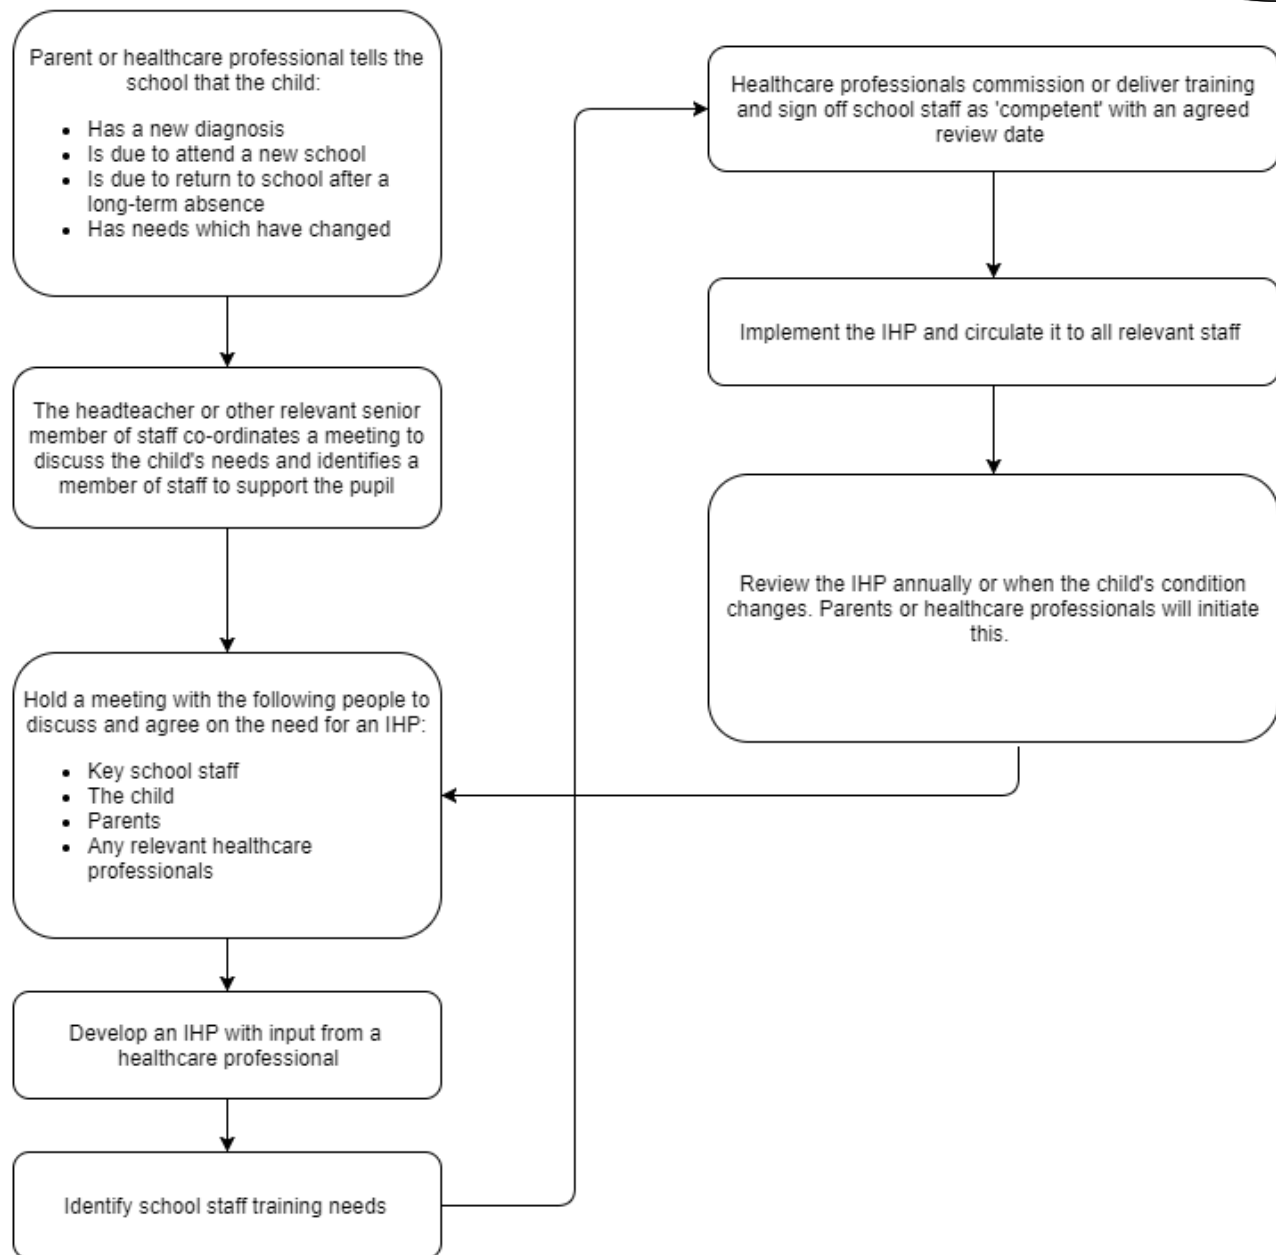 Parent or healthcare professional tells the
school that the child:
• Has a new diagnosis
• Is due to attend a new school
• Is due to return to school after a
long-term absence
• Has needs which have changed
The headteacher or other relevant senior
member of staff co-ordinates a meeting to
discuss the child's needs and identifies a
member of staff to support the pupil
Hold a meeting with the following people to
discuss and agree on the need for an IHP:
• Key school staff
• The child
• Parents
• Any relevant healthcare
professionals
Develop an IHP with input from a
healthcare professional
Identify school staff training needs
Healthcare professionals commission or deliver training
and sign off school staff as 'competent' with an agreed
review date
Implement the IHP and circulate it to all relevant staff
Review the IHP annually or when the child's condition
changes. Parents or healthcare professionals will initiate
this.